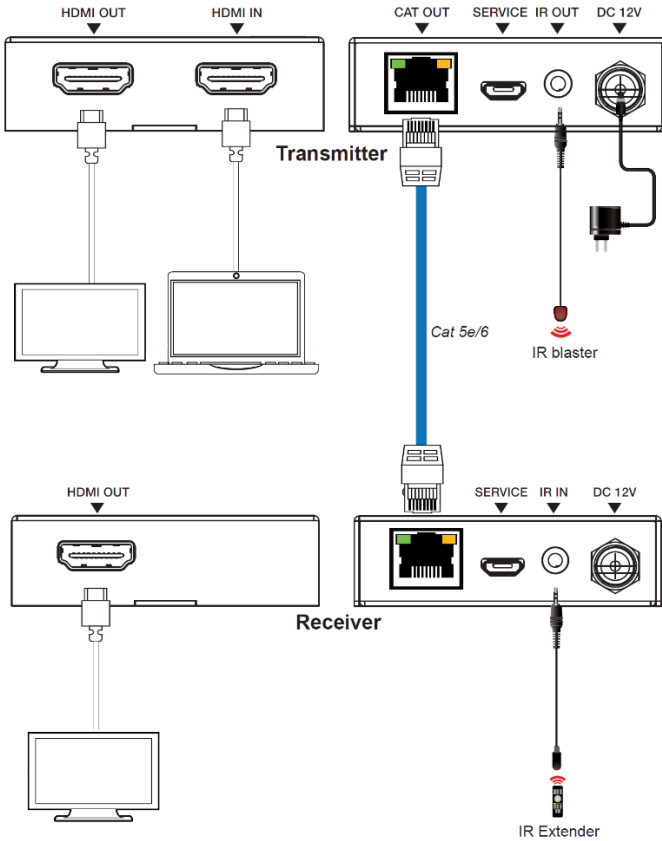 HDMI OUT
HDMI IN
CAT OUT
SERVICE
IR OUT
DC 12V
Transmitter
Cat 5e/6
IR blaster
HDMI OUT
SERVICE
IR IN
DC 12V
Receiver
IR Extender